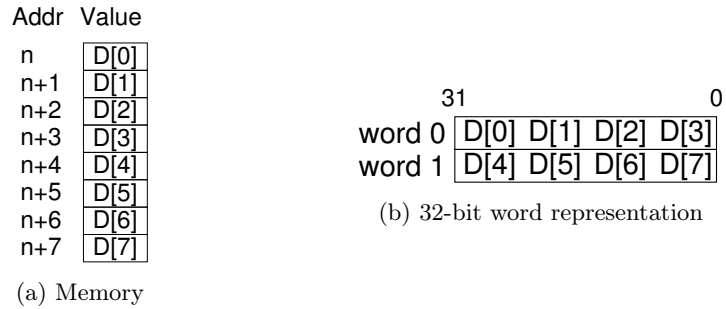 Addr Value
n D[0]
n+1 D[1]
n+2 D[2]
n+3 D[3]
n+4 D[4]
n+5 D[5]
n+6 D[6]
n+7 D[7]
(a) Memory
31 0
word 0 D[0] D[1] D[2] D[3]
word 1 D[4] D[5] D[6] D[7]
(b) 32-bit word representation